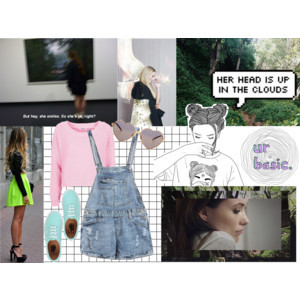 But hey, she smiles. So she's ok, right?
HER HEAD IS UP
IN THE CLOUDS
ur
basic.